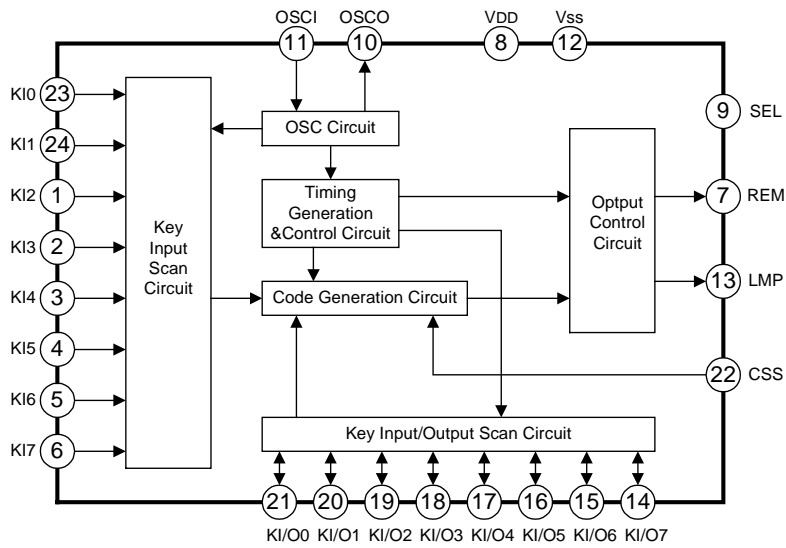 OSCI OSCO VDD Vss
11 10 8 12
KI0 23
KI1 24
KI2 1
KI3 2
KI4 3
KI5 4
KI6 5
KI7 6
Key
Input
Scan
Circuit
OSC Circuit
Timing
Generation
&Control Circuit
Code Generation Circuit
Optput
Control
Circuit
9 SEL
7 REM
13 LMP
22 CSS
Key Input/Output Scan Circuit
21 20 19 18 17 16 15 14
KI/O0 KI/O1 KI/O2 KI/O3 KI/O4 KI/O5 KI/O6 KI/O7